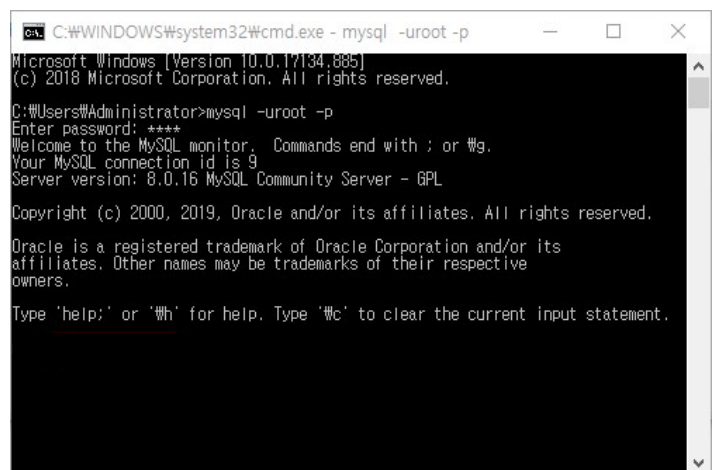 C:₩WINDOWS₩system32₩cmd.exe - mysql  -uroot -p
Microsoft Windows [Version 10.0.17134.885]
(c) 2018 Microsoft Corporation. All rights reserved.
C:₩Users₩Administrator>mysql -uroot -p
Enter password: ****
Welcome to the MySQL monitor.  Commands end with ; or ₩g.
Your MySQL connection id is 9
Server version: 8.0.16 MySQL Community Server - GPL
Copyright (c) 2000, 2019, Oracle and/or its affiliates. All rights reserved.
Oracle is a registered trademark of Oracle Corporation and/or its
affiliates. Other names may be trademarks of their respective
owners.
Type 'help;' or '₩h' for help. Type '₩c' to clear the current input statement.